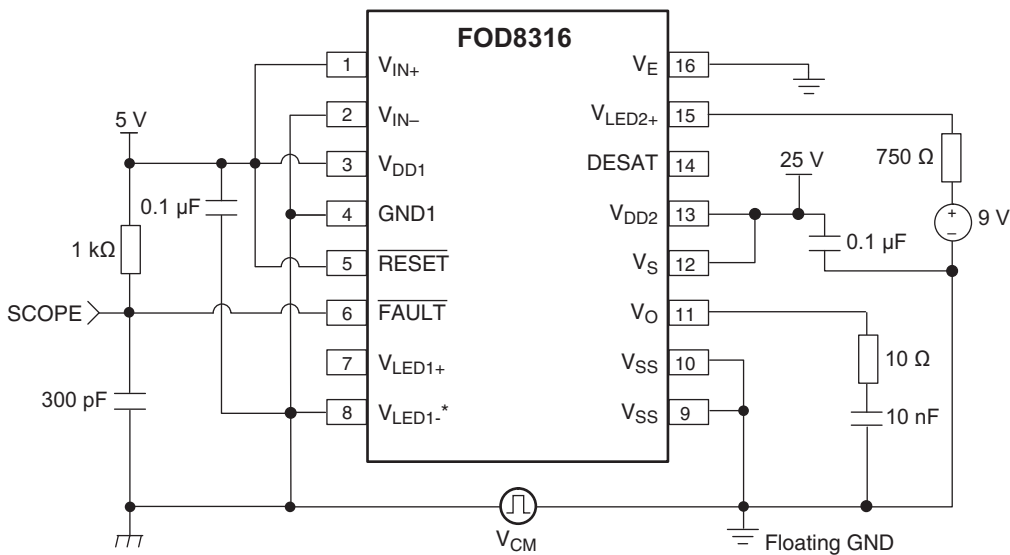 FOD8316
1 V_IN+
2 V_IN–
3 V_DD1
4 GND1
5 RESET
6 FAULT
7 V_LED1+
8 V_LED1-*
V_E 16
V_LED2+ 15
DESAT 14
V_DD2 13
V_S 12
V_O 11
V_SS 10
V_SS 9
5 V
0.1 µF
1 kΩ
SCOPE
300 pF
V_CM
25 V
0.1 µF
750 Ω
+
–
9 V
10 Ω
10 nF
Floating GND